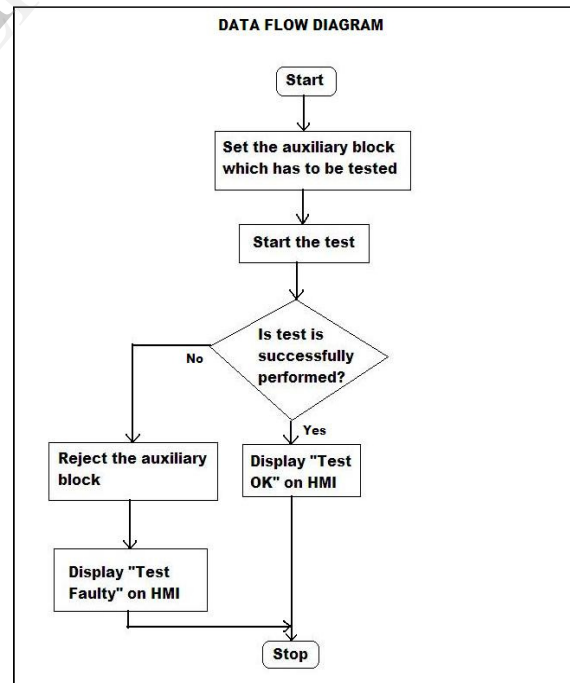 DATA FLOW DIAGRAM
Start
Set the auxiliary block
which has to be tested
Start the test
Is test is
successfully
performed?
No
Yes
Reject the auxiliary
block
Display "Test
OK" on HMI
Display "Test
Faulty" on HMI
Stop